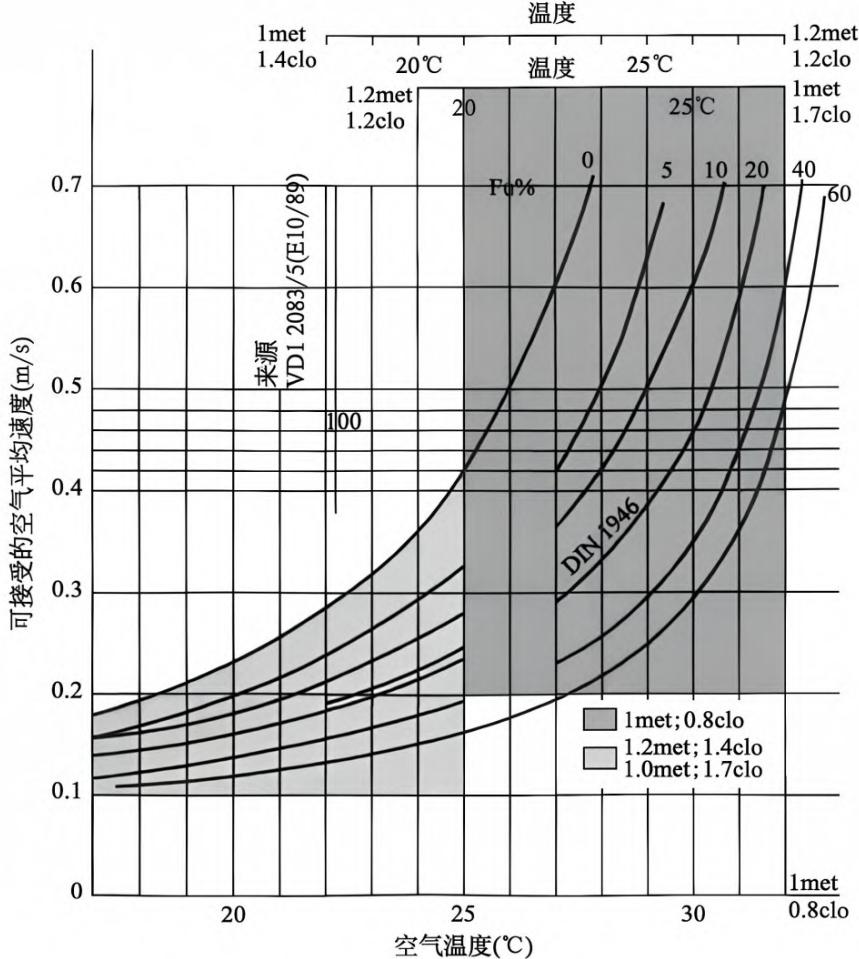 温度
1met
1.4clo
20℃
温度
25℃
1.2met
1.2clo
1.2met
1.2clo
20
25℃
1met
1.7clo
0.7
Fu%
0
5
10
20
40
60
0.6
0.5
0.4
0.3
0.2
0.1
0
来源
VD1 2083/5(E10/89)
100
DIN 1946
可接受的空气平均速度(m/s)
1met;0.8clo
1.2met;1.4clo
1.0met;1.7clo
20
25
30
1met
0.8clo
空气温度(℃)